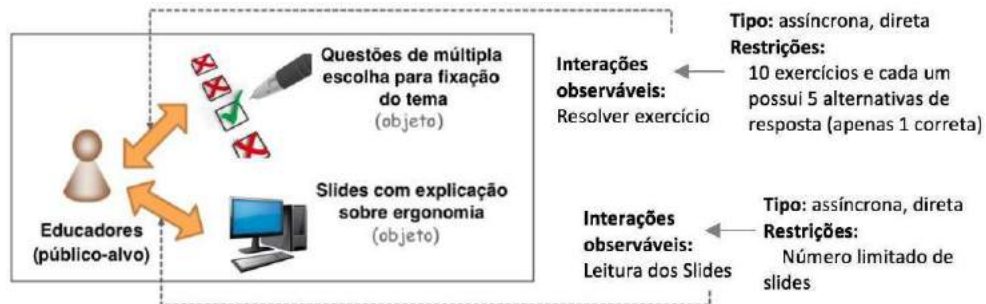 Questões de múltipla
escolha para fixação
do tema
(objeto)
Slides com explicação
sobre ergonomia
(objeto)
Educadores
(público-alvo)
Interações
observáveis:
Resolver exercício
Tipo: assíncrona, direta
Restrições:
10 exercícios e cada um
possui 5 alternativas de
resposta (apenas 1 correta)
Interações
observáveis:
Leitura dos Slides
Tipo: assíncrona, direta
Restrições:
Número limitado de
slides